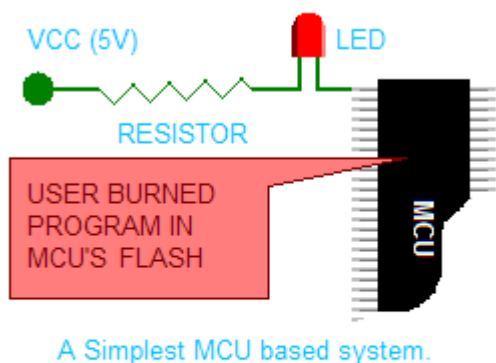 VCC (5V)
LED
RESISTOR
USER BURNED
PROGRAM IN
MCU'S FLASH
MCU
A Simplest MCU based system.